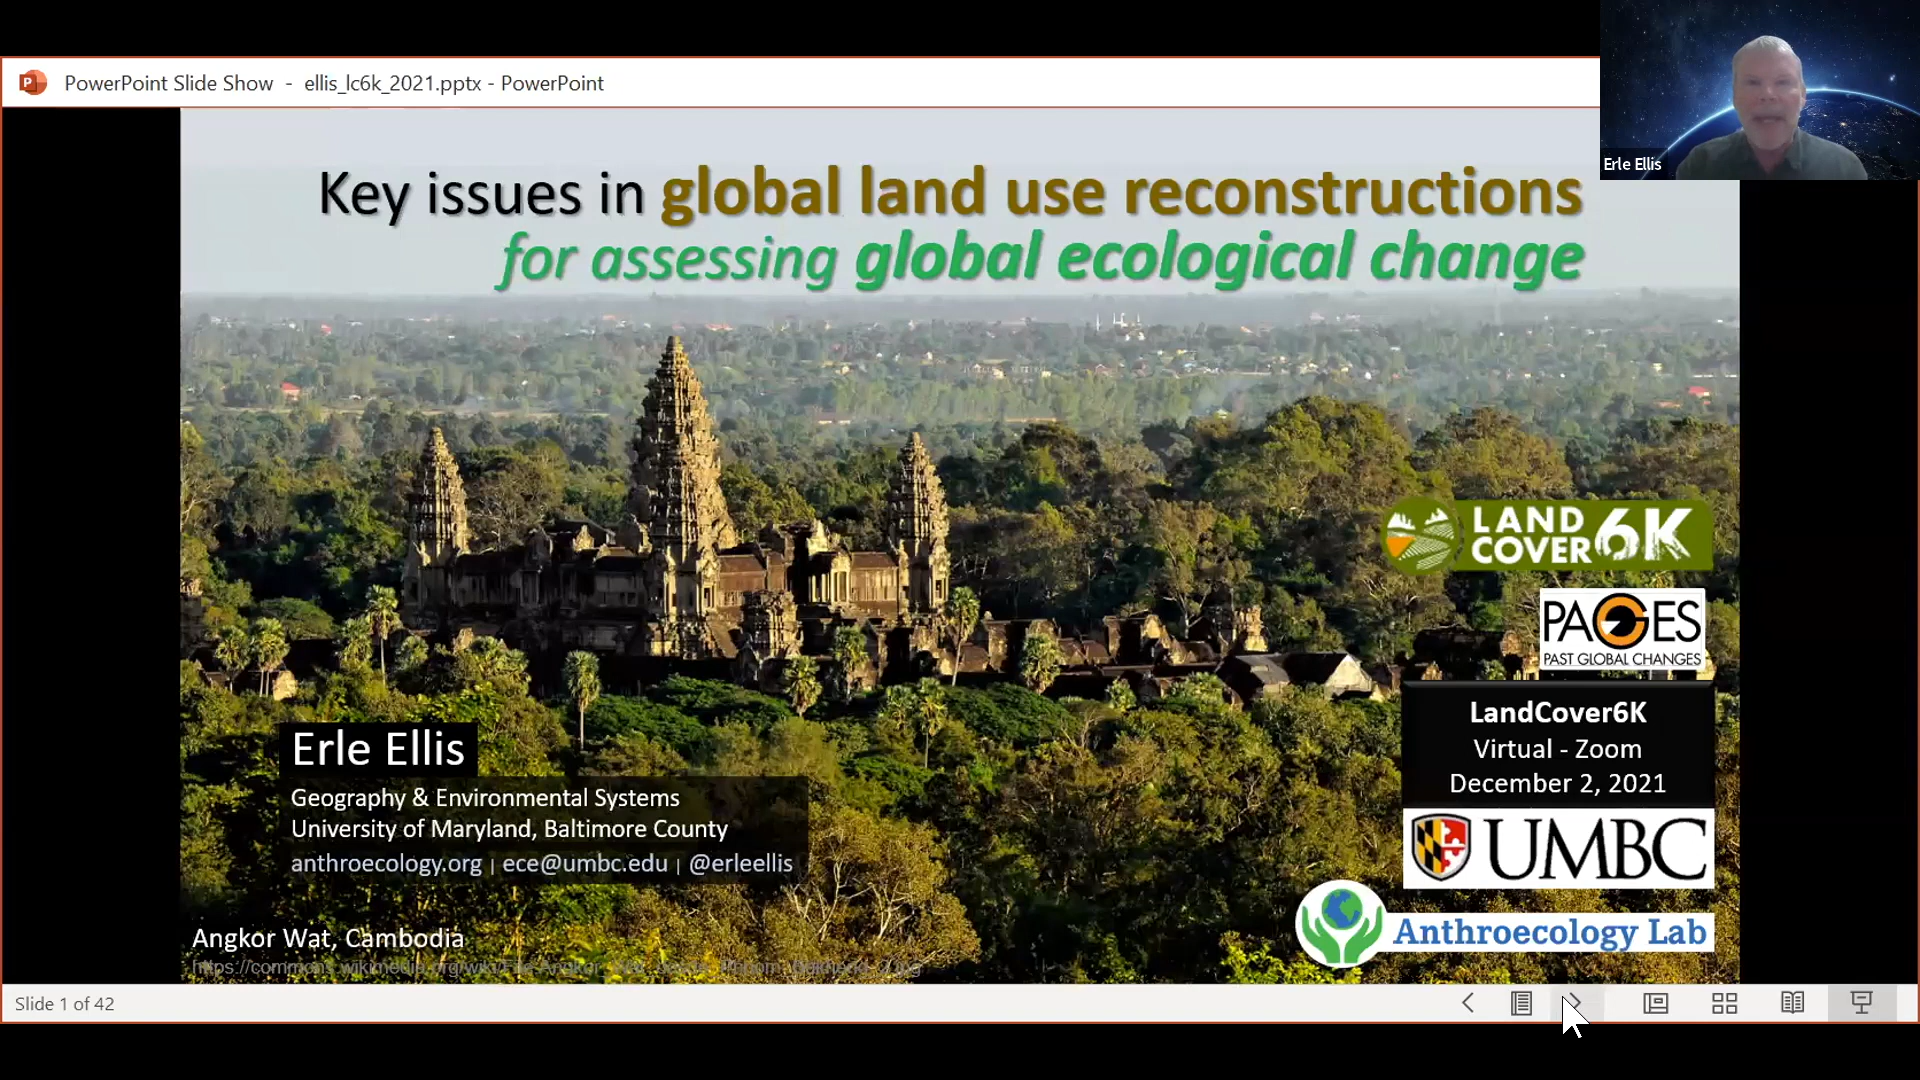 PowerPoint Slide Show - ellis_lc6k_2021.pptx - PowerPoint
Erle Ellis
Key issues in global land use reconstructions
for assessing global ecological change
LAND
COVER 6K
PAGES
PAST GLOBAL CHANGES
LandCover6K
Virtual - Zoom
December 2, 2021
UMBC
Anthroecology Lab
Erle Ellis
Geography & Environmental Systems
University of Maryland, Baltimore County
anthroecology.org | ece@umbc.edu | @erleellis
Angkor Wat, Cambodia
Slide 1 of 42